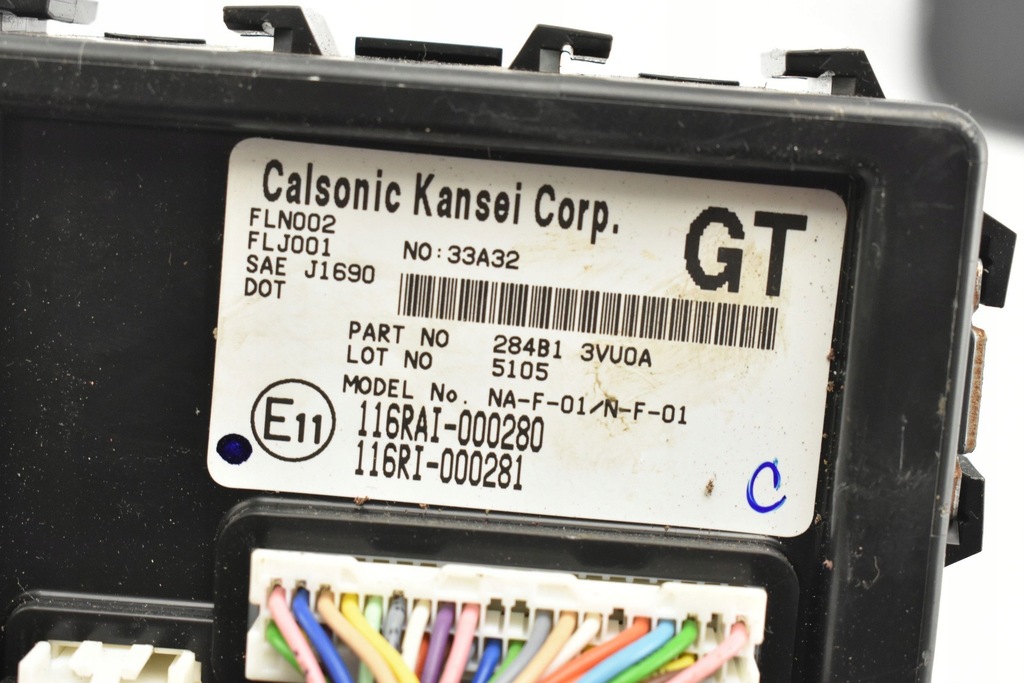 Calsonic Kansei Corp.
GT
FLN002
FLJ001
SAE J1690
DOT
NO:33A32
PART NO 284B1 3VU0A
LOT NO 5105
MODEL No. NA-F-01/N-F-01
E11
116RAI-000280
116RI-000281
C